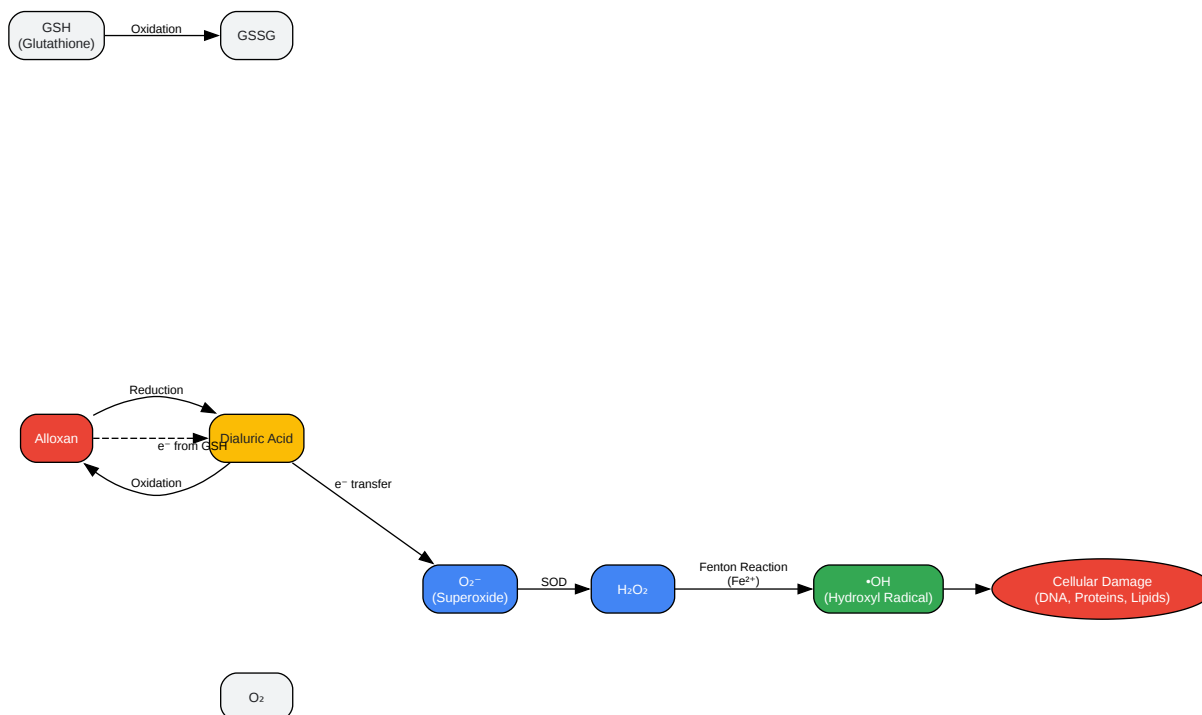 GSH
(Glutathione)
Oxidation
GSSG
Reduction
Alloxan
e⁻ from GSH
Dialuric Acid
Oxidation
e⁻ transfer
O₂⁻
(Superoxide)
SOD
H₂O₂
Fenton Reaction
(Fe²⁺)
•OH
(Hydroxyl Radical)
Cellular Damage
(DNA, Proteins, Lipids)
O₂